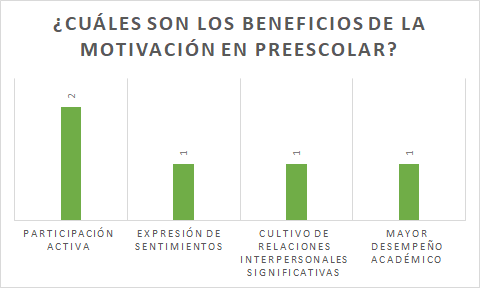 ¿CUÁLES SON LOS BENEFICIOS DE LA
MOTIVACIÓN EN PREESCOLAR?
2
1
1
1
PARTICIPACIÓN
ACTIVA
EXPRESIÓN DE
SENTIMIENTOS
CULTIVO DE
RELACIONES
INTERPERSONALES
SIGNIFICATIVAS
MAYOR
DESEMPEÑO
ACADÉMICO